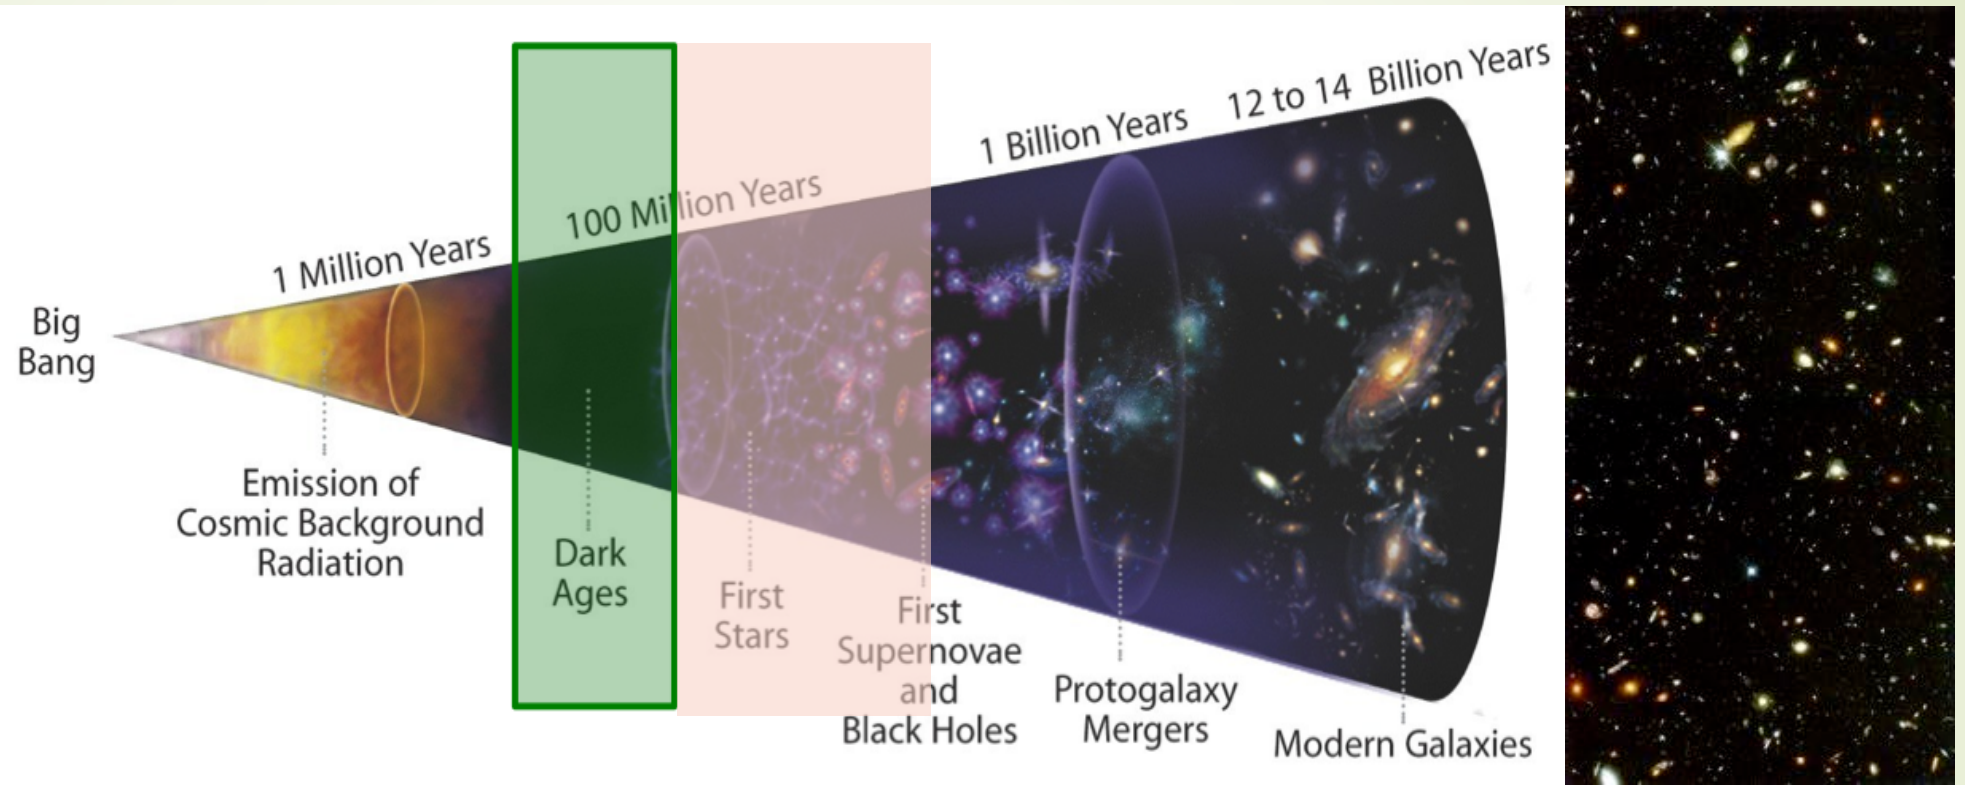 Big
Bang
1 Million Years
100 Million Years
1 Billion Years
12 to 14 Billion Years
Emission of
Cosmic Background
Radiation
Dark
Ages
First
Stars
First
Supernovae
and
Black Holes
Protogalaxy
Mergers
Modern Galaxies